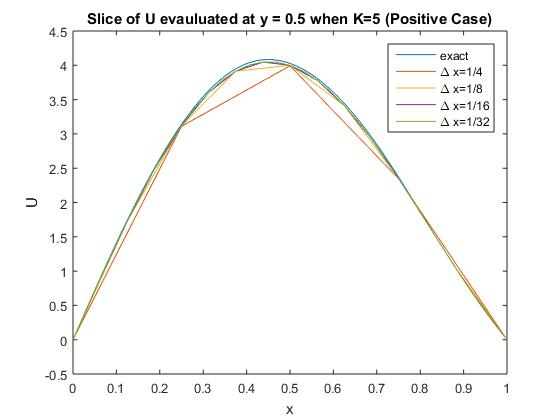 Slice of U evauluated at y = 0.5 when K=5 (Positive Case)
4.5
4
3.5
3
2.5
2
1.5
1
0.5
0
-0.5
U
exact
Δ x=1/4
Δ x=1/8
Δ x=1/16
Δ x=1/32
0 0.1 0.2 0.3 0.4 0.5 0.6 0.7 0.8 0.9 1
x